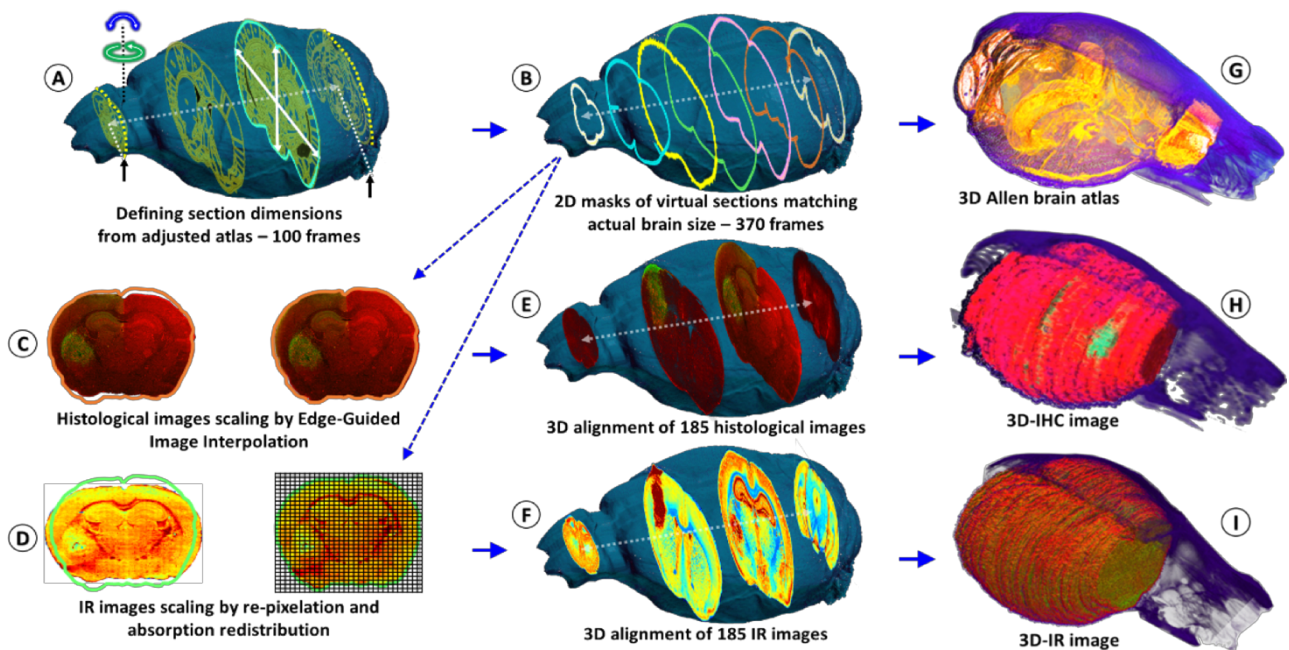 A
Defining section dimensions
from adjusted atlas – 100 frames
B
2D masks of virtual sections matching
actual brain size – 370 frames
G
3D Allen brain atlas
C
Histological images scaling by Edge-Guided
Image Interpolation
E
3D alignment of 185 histological images
H
3D-IHC image
D
IR images scaling by re-pixelation and
absorption redistribution
F
3D alignment of 185 IR images
I
3D-IR image